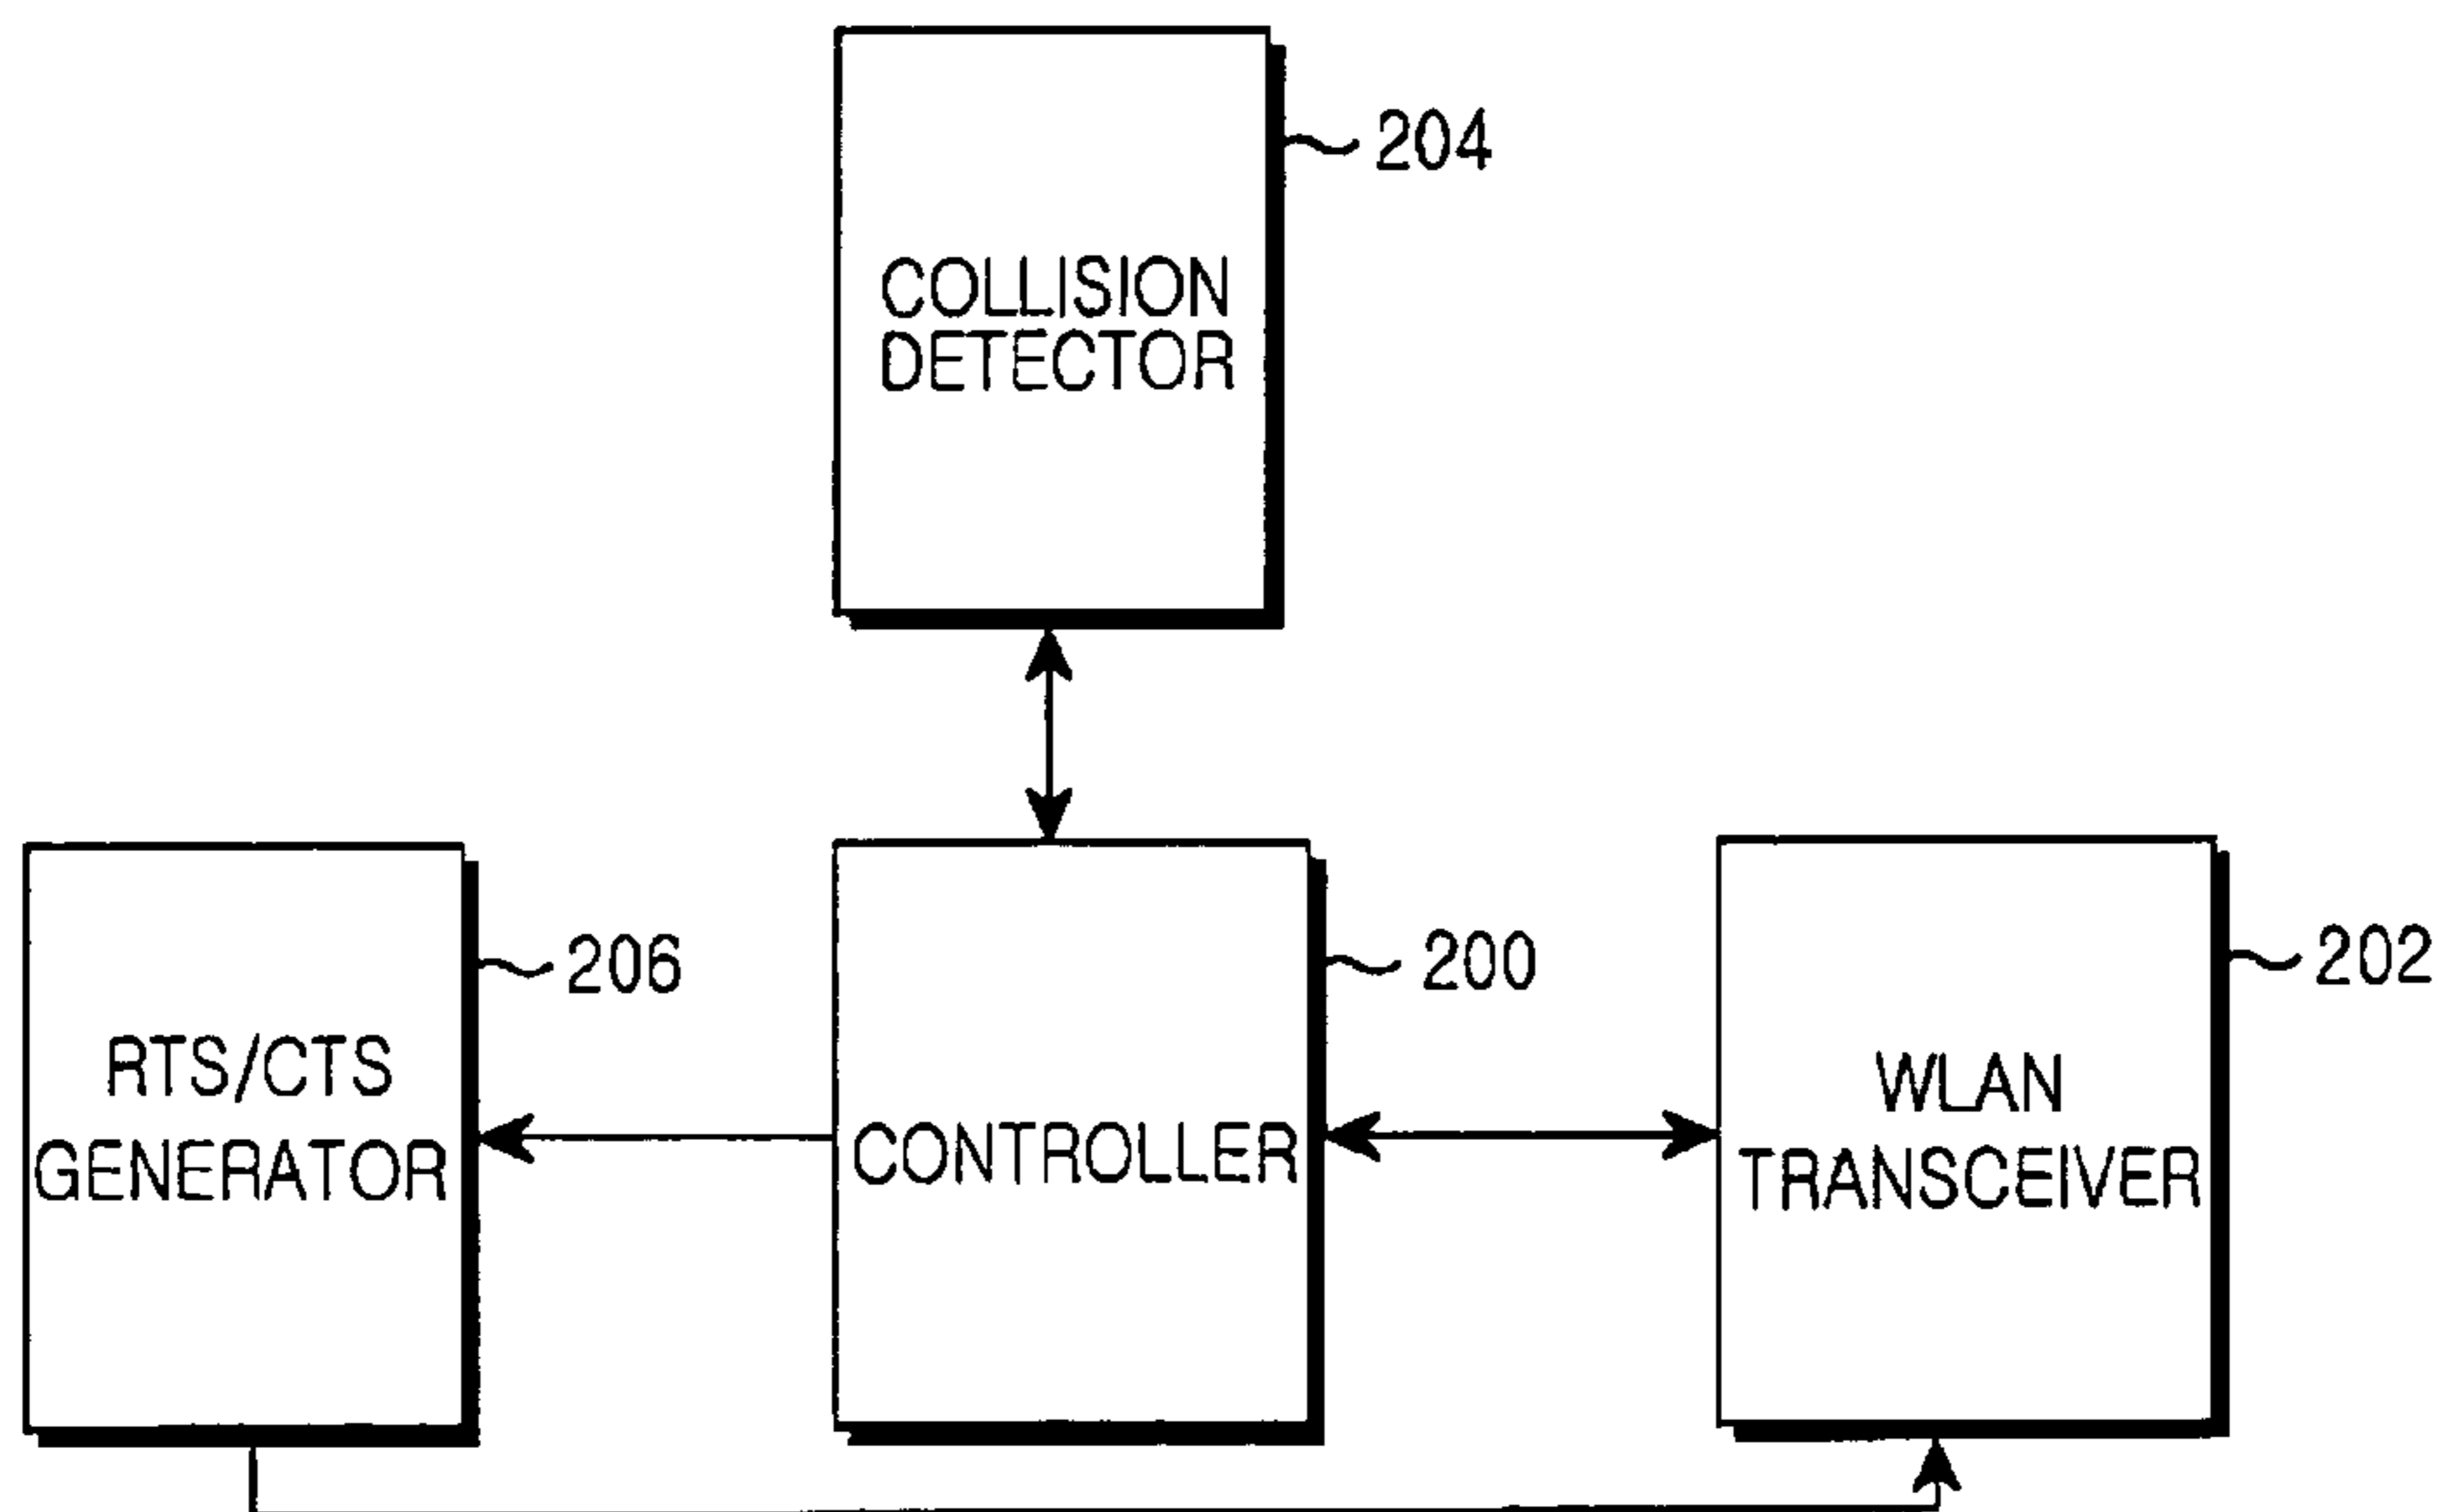 204
COLLISION
DETECTOR
206
200
202
RTS/CTS
GENERATOR
CONTROLLER
WLAN
TRANSCEIVER